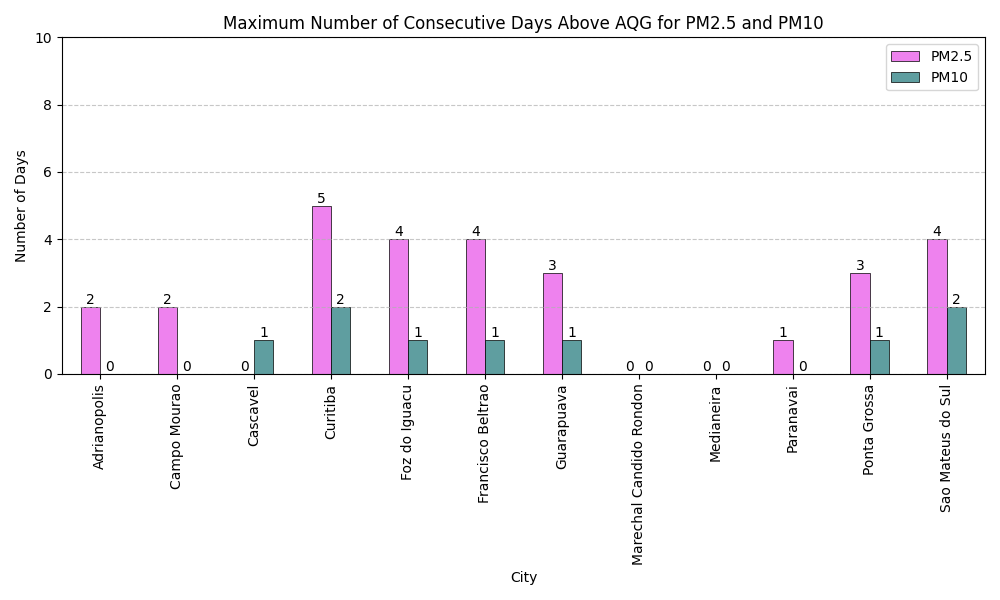 Maximum Number of Consecutive Days Above AQG for PM2.5 and PM10
PM2.5
PM10
Number of Days
10
8
6
4
2
0
2
0
2
0
0
1
5
2
4
1
4
1
3
1
0
0
0
0
1
0
3
1
4
2
Adrianopolis
Campo Mourao
Cascavel
Curitiba
Foz do Iguacu
Francisco Beltrao
Guarapuava
Marechal Candido Rondon
Medianeira
Paranavai
Ponta Grossa
Sao Mateus do Sul
City